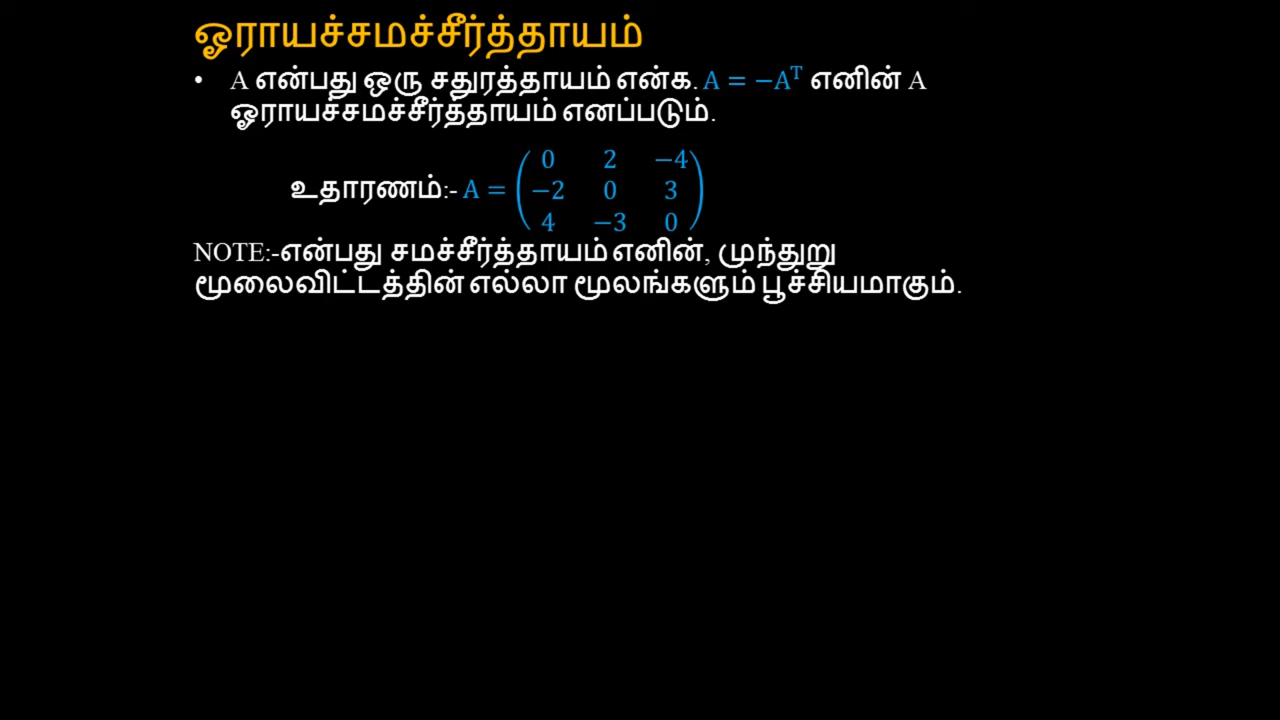 ஓராயச்சமச்சீர்த்தாயம்
• A என்பது ஒரு சதுரத்தாயம் என்க. A = −Aᵀ எனின் A
ஓராயச்சமச்சீர்த்தாயம் எனப்படும்.
0 2 −4
உதாரணம்:- A = −2 0 3
4 −3 0
NOTE:-என்பது சமச்சீர்த்தாயம் எனின், முந்துறு
மூலைவிட்டத்தின் எல்லா மூலங்களும் பூச்சியமாகும்.